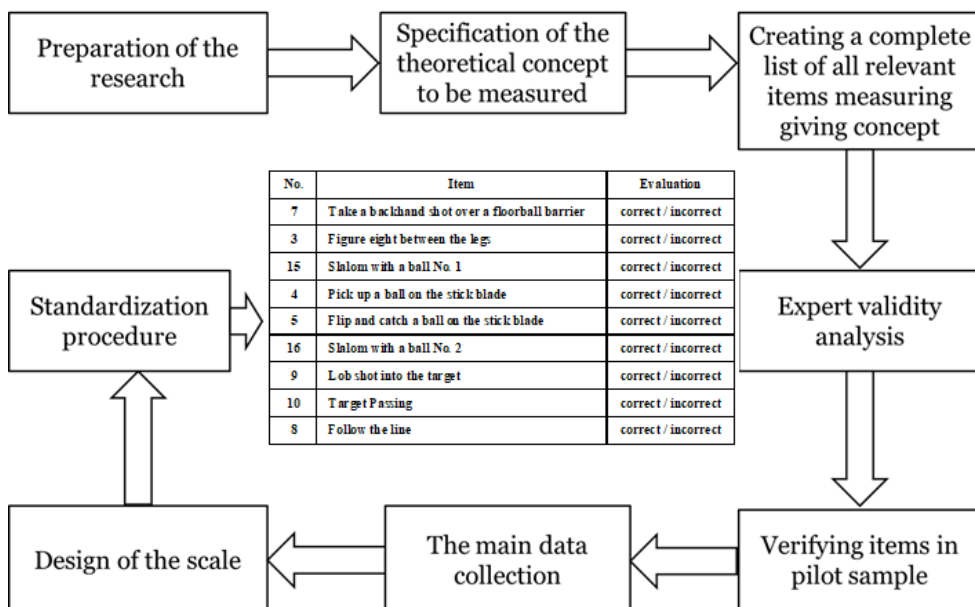 Preparation of the
research
Specification of the
theoretical concept
to be measured
Creating a complete
list of all relevant
items measuring
giving concept
Expert validity
analysis
Verifying items in
pilot sample
The main data
collection
Design of the scale
Standardization
procedure
No. Item Evaluation
7 Take a backhand shot over a floorball barrier correct / incorrect
3 Figure eight between the legs correct / incorrect
15 Slalom with a ball No. 1 correct / incorrect
4 Pick up a ball on the stick blade correct / incorrect
5 Flip and catch a ball on the stick blade correct / incorrect
16 Slalom with a ball No. 2 correct / incorrect
9 Lob shot into the target correct / incorrect
10 Target Passing correct / incorrect
8 Follow the line correct / incorrect